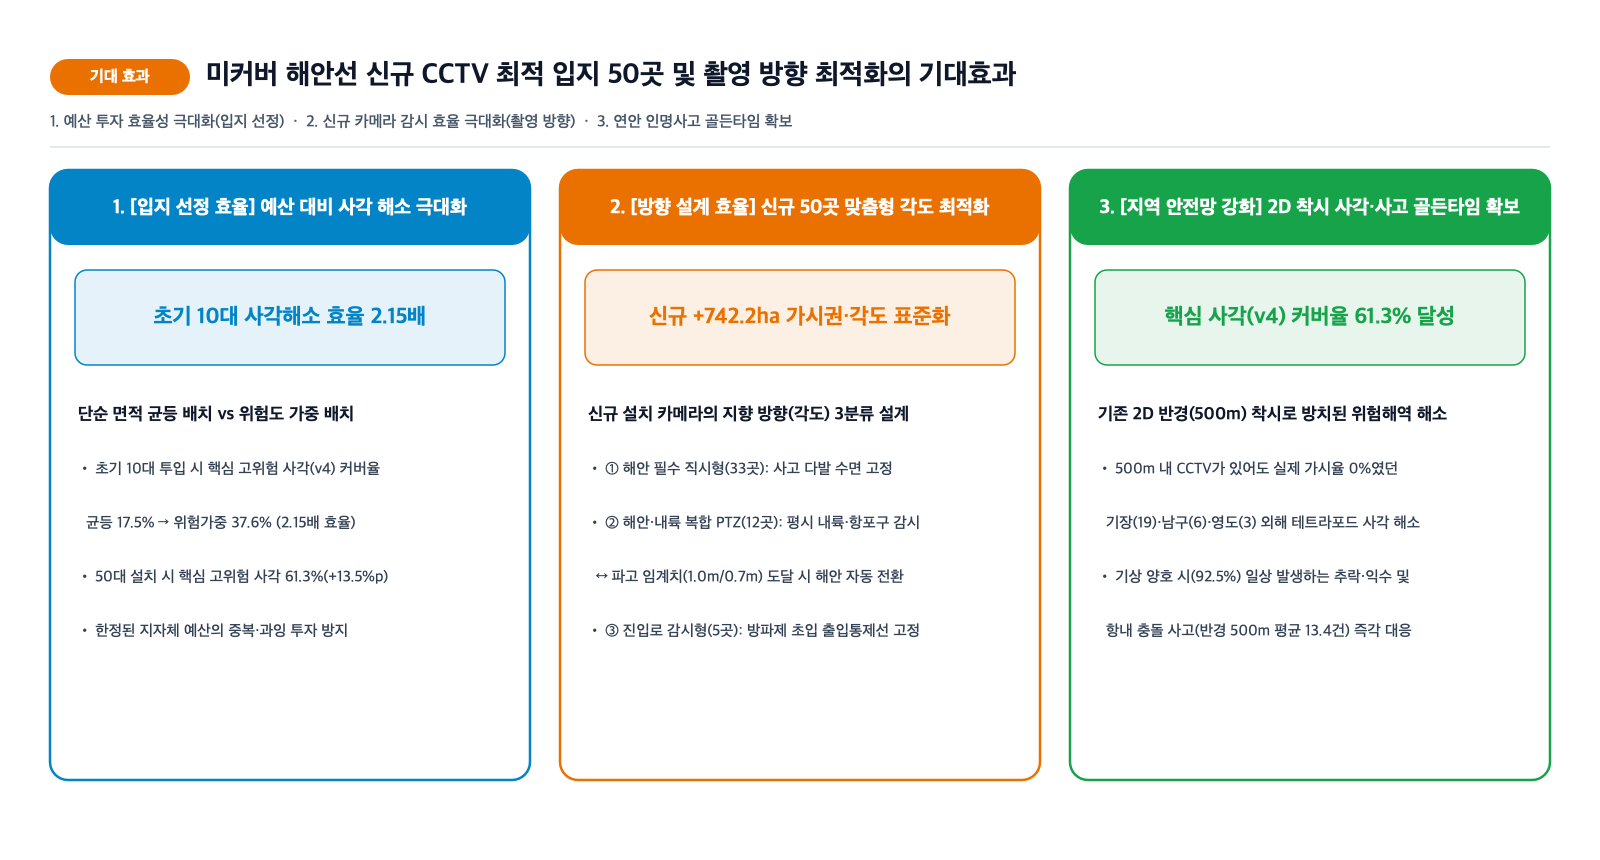 기대 효과
미커버 해안선 신규 CCTV 최적 입지 50곳 및 촬영 방향 최적화의 기대효과
1. 예산 투자 효율성 극대화(입지 선정) · 2. 신규 카메라 감시 효율 극대화(촬영 방향) · 3. 연안 인명사고 골든타임 확보
1. [입지 선정 효율] 예산 대비 사각 해소 극대화
초기 10대 사각해소 효율 2.15배
단순 면적 균등 배치 vs 위험도 가중 배치
• 초기 10대 투입 시 핵심 고위험 사각(v4) 커버율
균등 17.5% → 위험가중 37.6% (2.15배 효율)
• 50대 설치 시 핵심 고위험 사각 61.3%(+13.5%p)
• 한정된 지자체 예산의 중복·과잉 투자 방지
2. [방향 설계 효율] 신규 50곳 맞춤형 각도 최적화
신규 +742.2ha 가시권·각도 표준화
신규 설치 카메라의 지향 방향(각도) 3분류 설계
• ① 해안 필수 직시형(33곳): 사고 다발 수면 고정
• ② 해안·내륙 복합 PTZ(12곳): 평시 내륙·항포구 감시
↔ 파고 임계치(1.0m/0.7m) 도달 시 해안 자동 전환
• ③ 진입로 감시형(5곳): 방파제 초입 출입통제선 고정
3. [지역 안전망 강화] 2D 착시 사각·사고 골든타임 확보
핵심 사각(v4) 커버율 61.3% 달성
기존 2D 반경(500m) 착시로 방치된 위험해역 해소
• 500m 내 CCTV가 있어도 실제 가시율 0%였던
기장(19)·남구(6)·영도(3) 외해 테트라포드 사각 해소
• 기상 양호 시(92.5%) 일상 발생하는 추락·익수 및
항내 충돌 사고(반경 500m 평균 13.4건) 즉각 대응